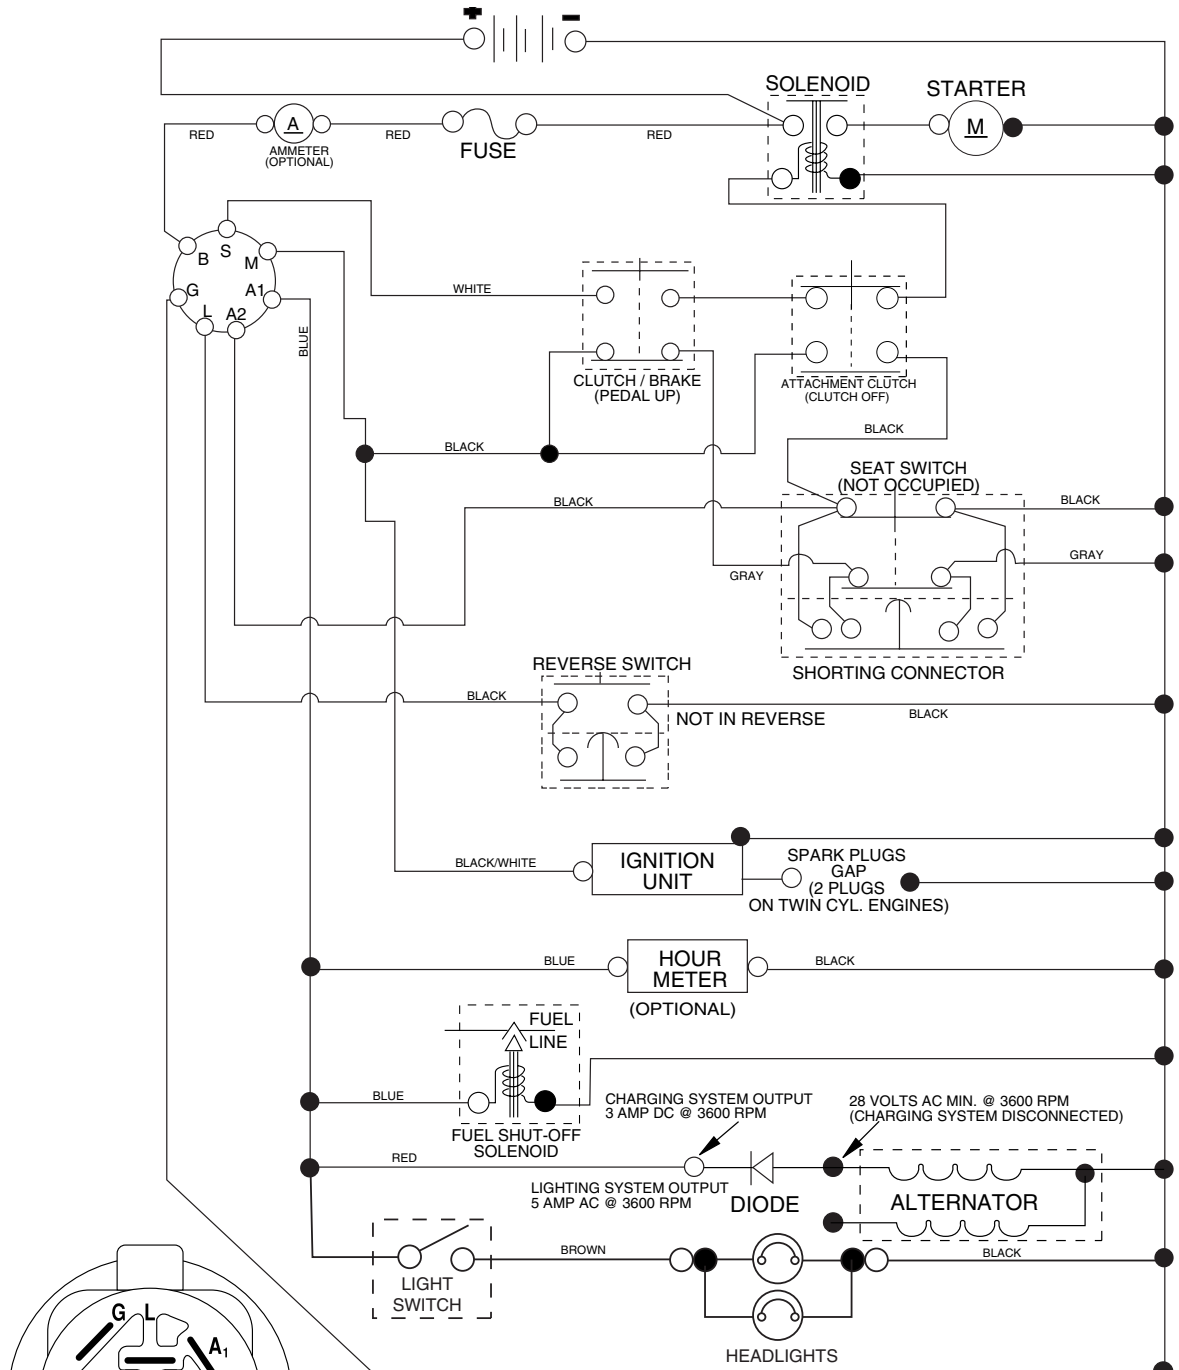 SOLENOID
STARTER
RED
A
RED
RED
M
AMMETER
(OPTIONAL)
FUSE
B
S
M
G
A1
L
A2
WHITE
BLUE
CLUTCH / BRAKE
(PEDAL UP)
ATTACHMENT CLUTCH
(CLUTCH OFF)
BLACK
BLACK
SEAT SWITCH
(NOT OCCUPIED)
BLACK
BLACK
GRAY
GRAY
REVERSE SWITCH
SHORTING CONNECTOR
BLACK
NOT IN REVERSE
BLACK
BLACK/WHITE
IGNITION
UNIT
SPARK PLUGS
GAP
(2 PLUGS
ON TWIN CYL. ENGINES)
BLUE
HOUR
METER
BLACK
(OPTIONAL)
FUEL
LINE
BLUE
FUEL SHUT-OFF
SOLENOID
CHARGING SYSTEM OUTPUT
3 AMP DC @ 3600 RPM
28 VOLTS AC MIN. @ 3600 RPM
(CHARGING SYSTEM DISCONNECTED)
RED
LIGHTING SYSTEM OUTPUT
5 AMP AC @ 3600 RPM
DIODE
ALTERNATOR
BROWN
BLACK
LIGHT
SWITCH
HEADLIGHTS
G
L
A1